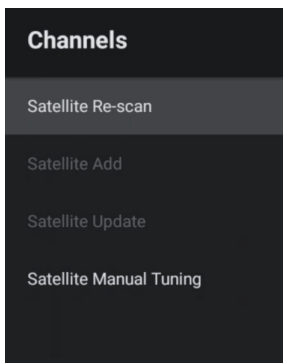 Channels
Satellite Re-scan
Satellite Add
Satellite Update
Satellite Manual Tuning